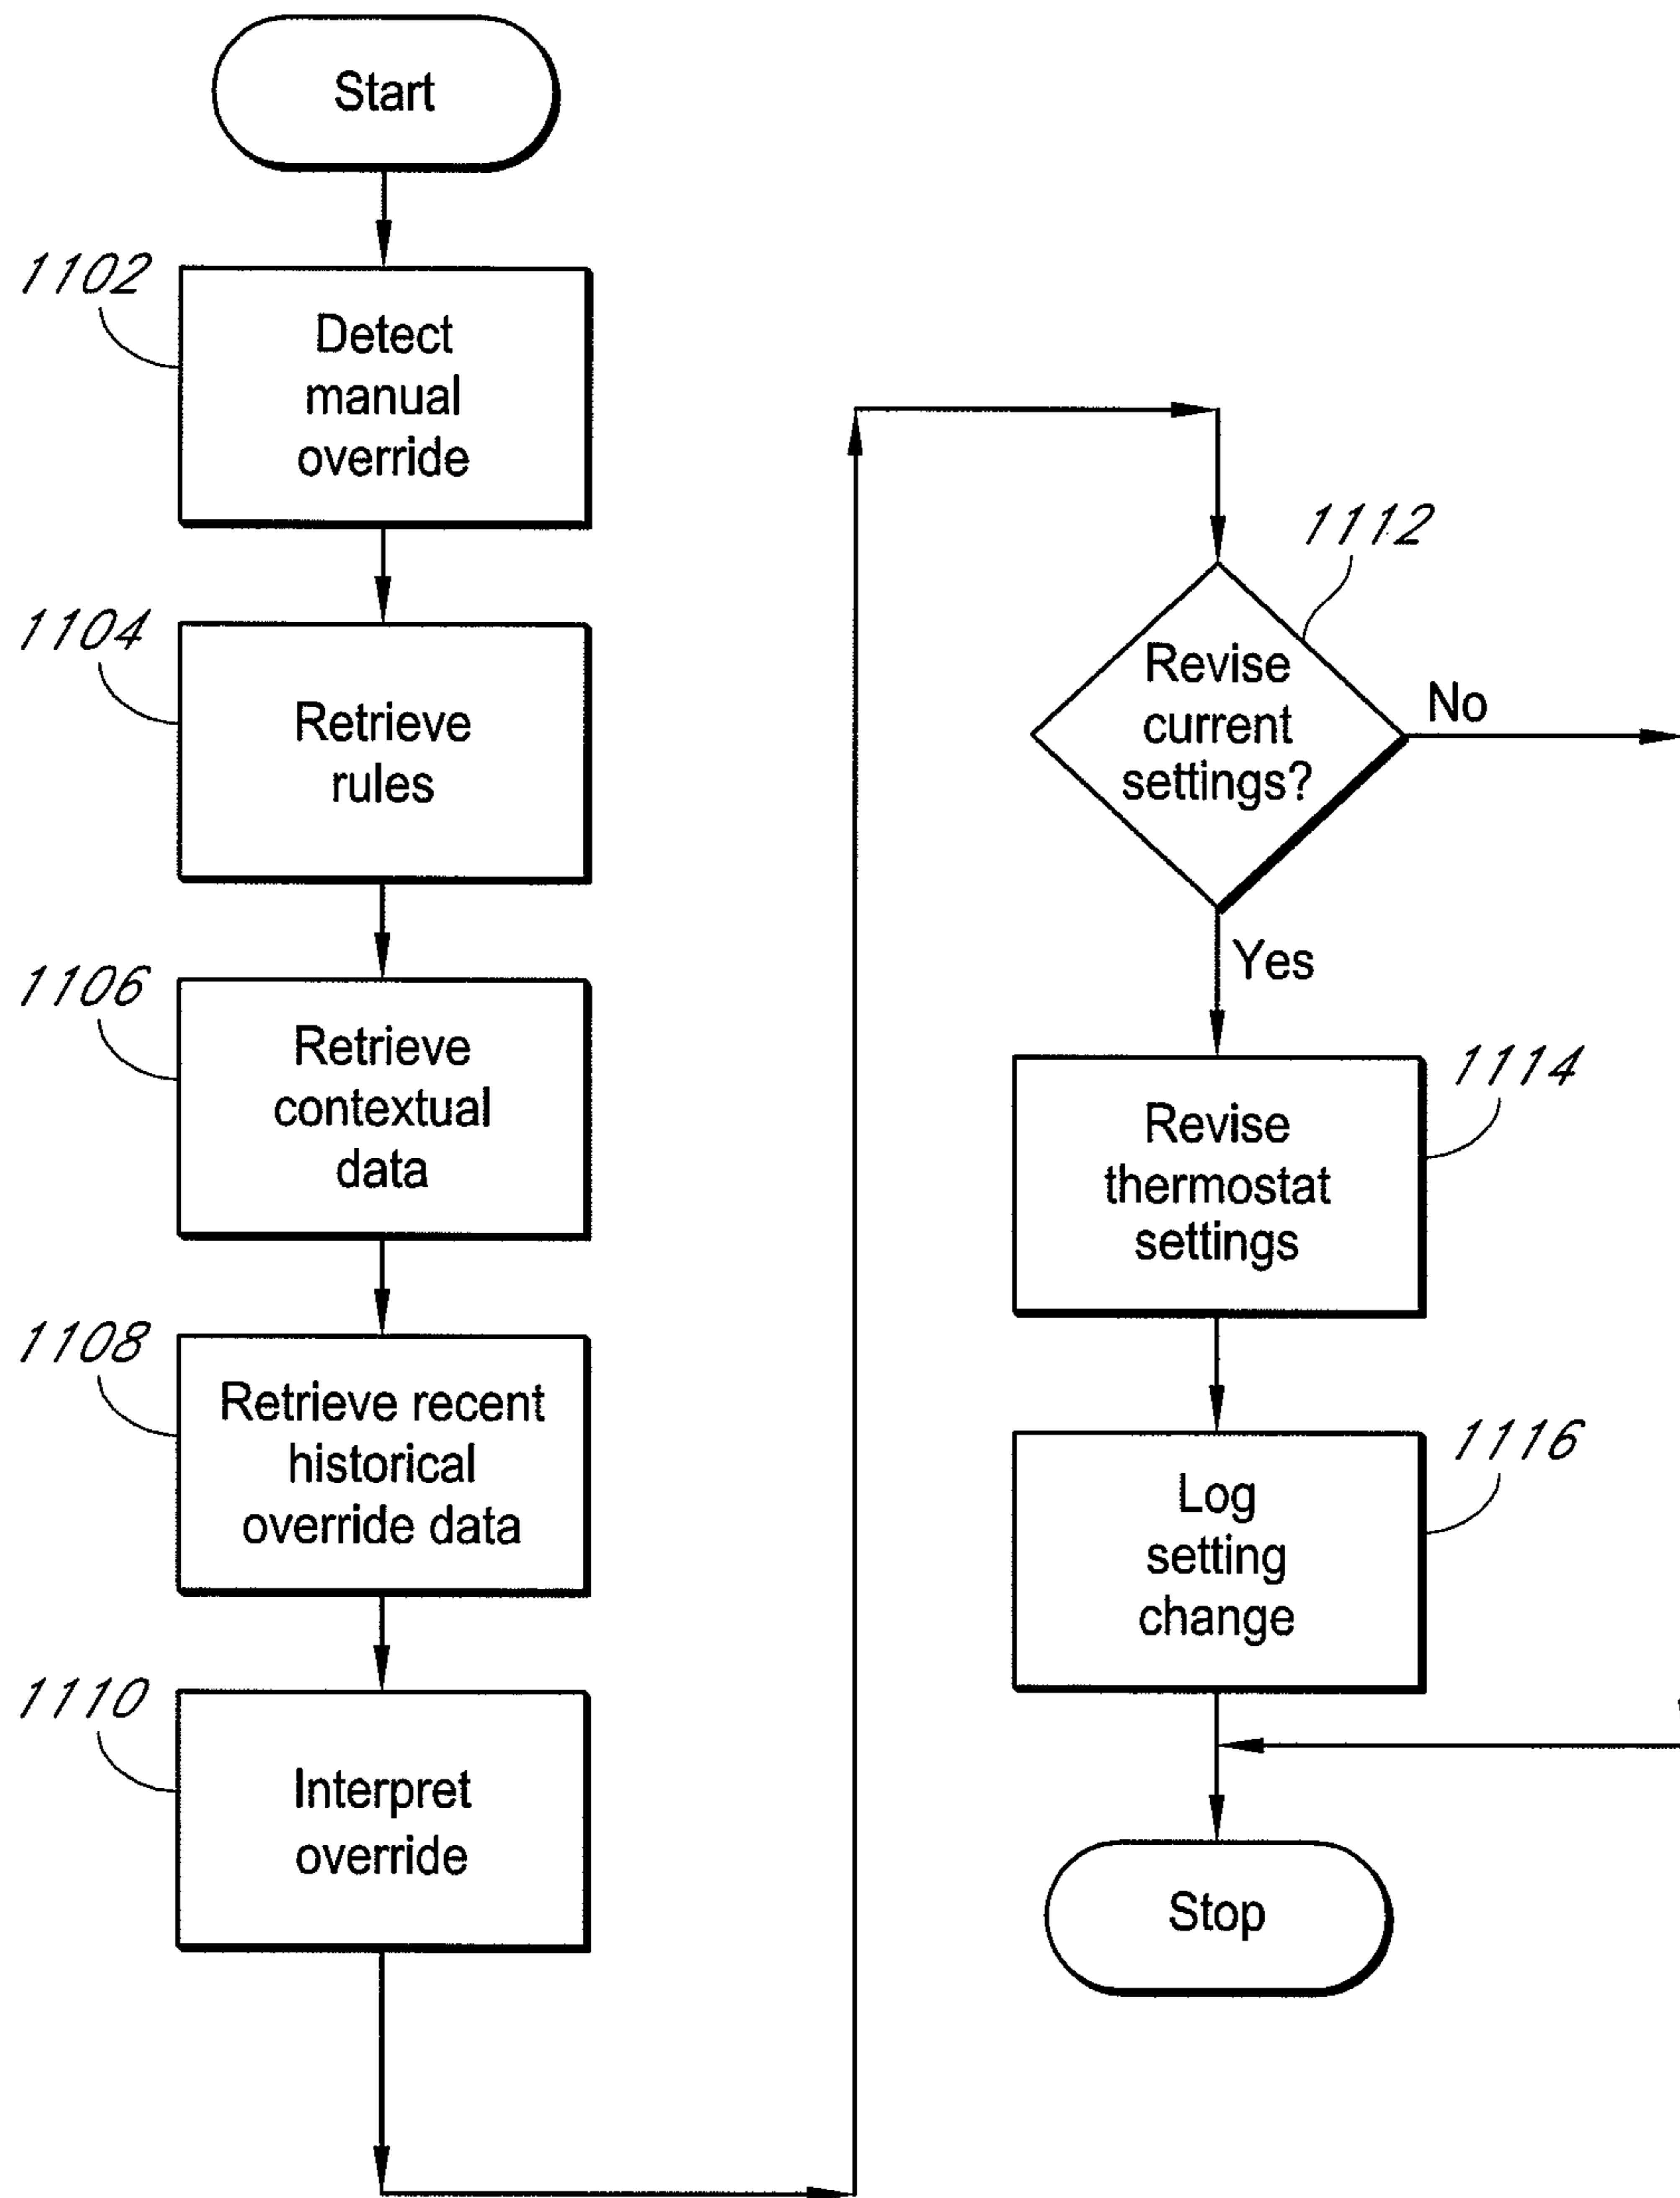 Start
1102
Detect
manual
override
1104
Retrieve
rules
1106
Retrieve
contextual
data
1108
Retrieve recent
historical
override data
1110
Interpret
override
1112
Revise
current
settings?
No
Yes
1114
Revise
thermostat
settings
1116
Log
setting
change
Stop